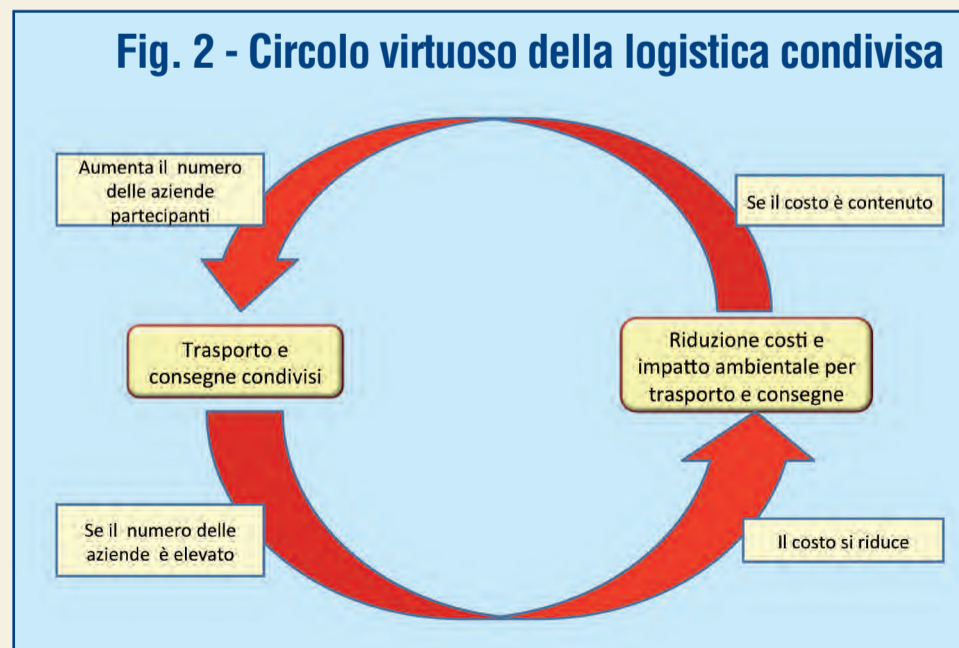 Fig. 2 - Circolo virtuoso della logistica condivisa
Aumenta il numero
delle aziende
partecipanti
Se il costo è contenuto
Trasporto e
consegne condivisi
Riduzione costi e
impatto ambientale per
trasporto e consegne
Se il numero delle
aziende è elevato
Il costo si riduce